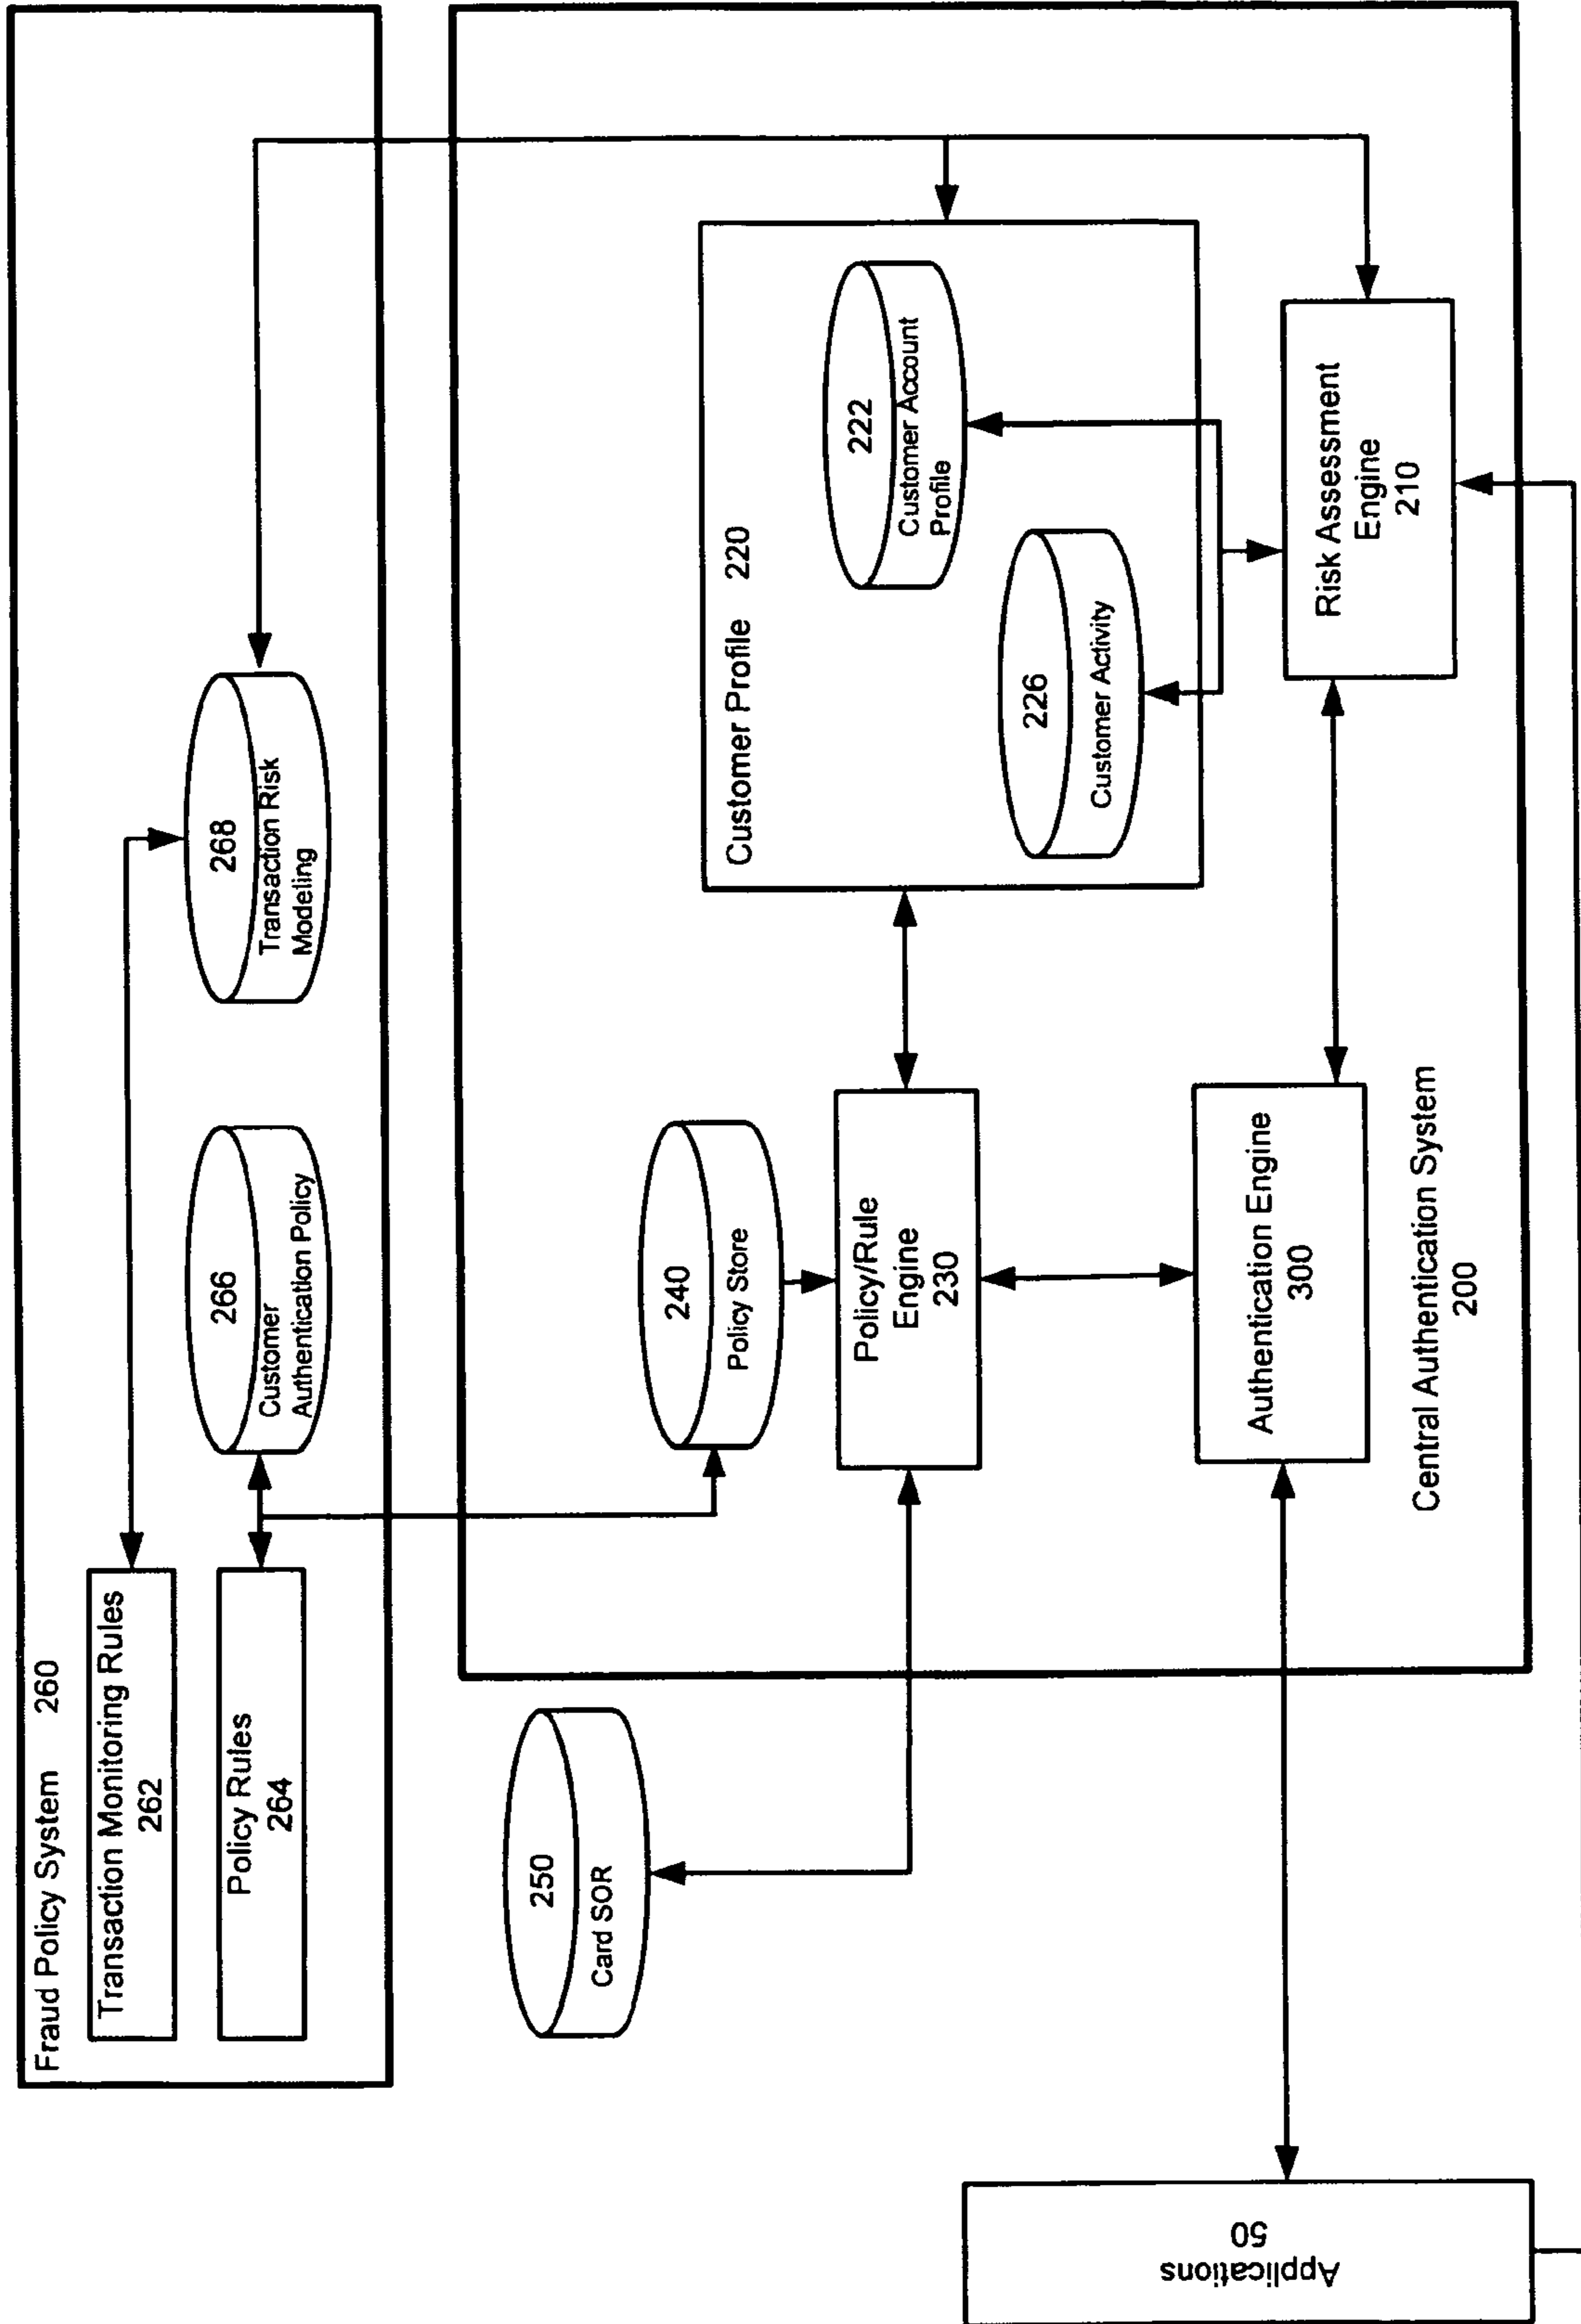 Fraud Policy System 260
Transaction Monitoring Rules
262
Policy Rules
264
266
Customer
Authentication Policy
268
Transaction Risk
Modeling
250
Card SOR
240
Policy Store
Policy/Rule
Engine
230
Customer Profile 220
222
Customer Account
Profile
226
Customer Activity
Authentication Engine
300
Risk Assessment
Engine
210
Central Authentication System
200
Applications
50